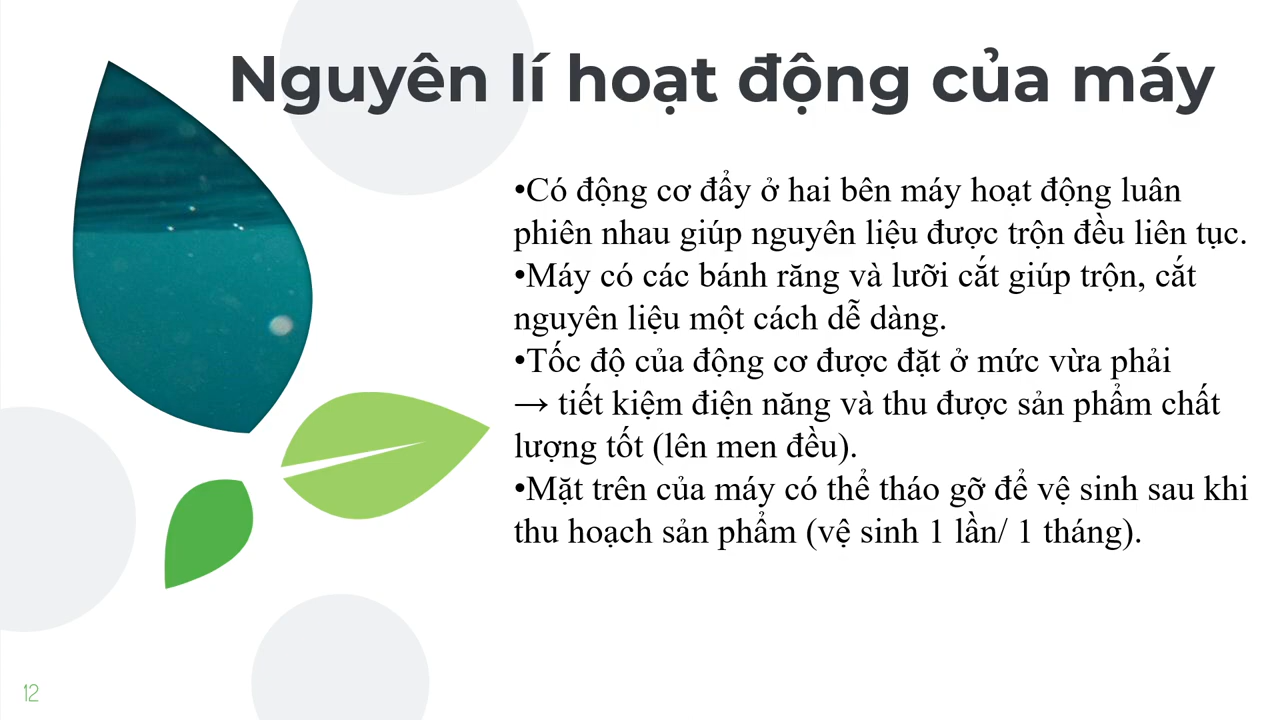 Nguyên lí hoạt động của máy
•Có động cơ đẩy ở hai bên máy hoạt động luân
phiên nhau giúp nguyên liệu được trộn đều liên tục.
•Máy có các bánh răng và lưỡi cắt giúp trộn, cắt
nguyên liệu một cách dễ dàng.
•Tốc độ của động cơ được đặt ở mức vừa phải
→ tiết kiệm điện năng và thu được sản phẩm chất
lượng tốt (lên men đều).
•Mặt trên của máy có thể tháo gỡ để vệ sinh sau khi
thu hoạch sản phẩm (vệ sinh 1 lần/ 1 tháng).
12